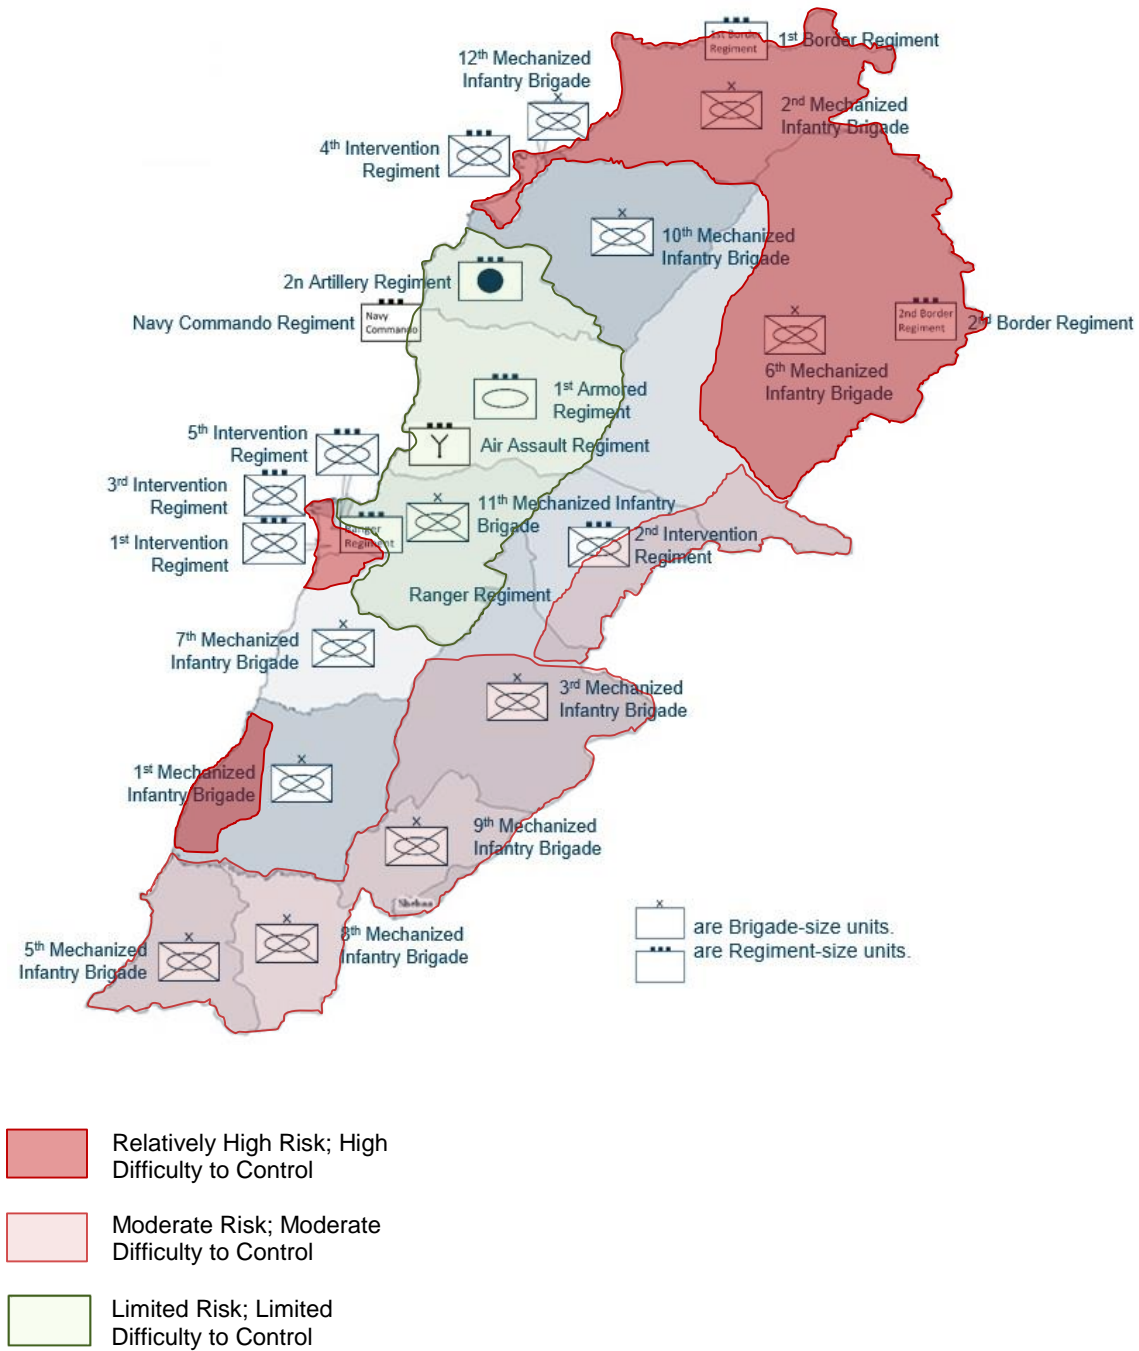 1st Border
Regiment
1st Border Regiment
12th Mechanized
Infantry Brigade
2nd Mechanized
Infantry Brigade
4th Intervention
Regiment
10th Mechanized
Infantry Brigade
2n Artillery Regiment
Navy Commando Regiment
Navy
Commando
2nd Border
Regiment
2nd Border Regiment
6th Mechanized
Infantry Brigade
1st Armored
Regiment
5th Intervention
Regiment
Air Assault Regiment
3rd Intervention
Regiment
11th Mechanized Infantry
Brigade
Ranger
Regiment
1st Intervention
Regiment
2nd Intervention
Regiment
Ranger Regiment
7th Mechanized
Infantry Brigade
3rd Mechanized
Infantry Brigade
1st Mechanized
Infantry Brigade
9th Mechanized
Infantry Brigade
Shebaa
8th Mechanized
Infantry Brigade
5th Mechanized
Infantry Brigade
are Brigade-size units.
are Regiment-size units.
Relatively High Risk; High
Difficulty to Control
Moderate Risk; Moderate
Difficulty to Control
Limited Risk; Limited
Difficulty to Control